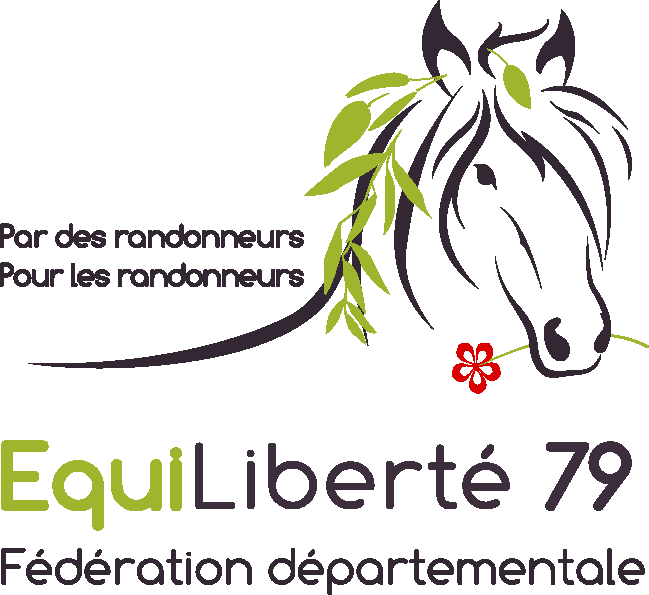 Par des randonneurs
Pour les randonneurs
EquiLiberté 79
Fédération départementale